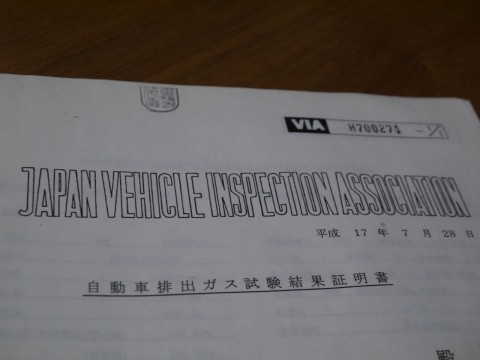 VIA
JAPAN VEHICLE INSPECTION ASSOCIATION
平成 17 年 7 月 28 日
自動車排出ガス試験結果証明書
殿